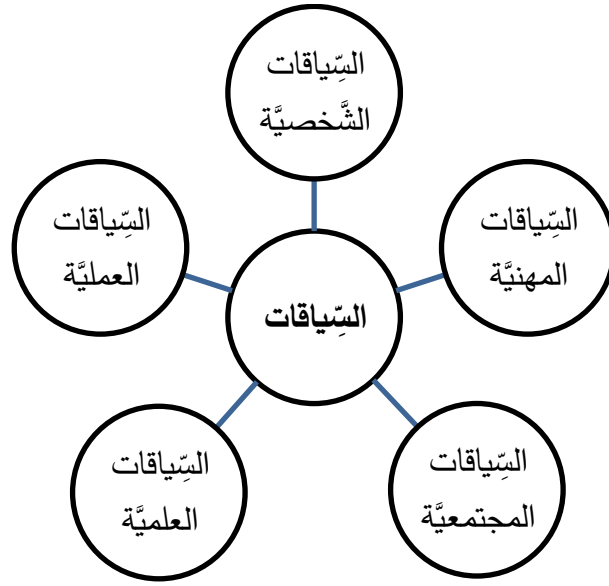 السِّياقات
الشَّخصيَّة
السِّياقات
المهنيَّة
السِّياقات
العمليَّة
السِّياقات
السِّياقات
المجتمعيَّة
السِّياقات
العلميَّة